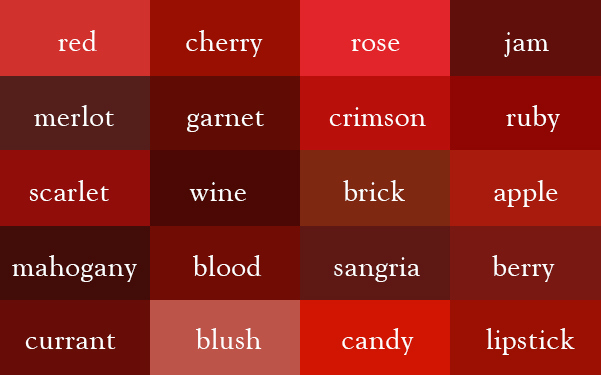 red cherry rose jam
merlot garnet crimson ruby
scarlet wine brick apple
mahogany blood sangria berry
currant blush candy lipstick